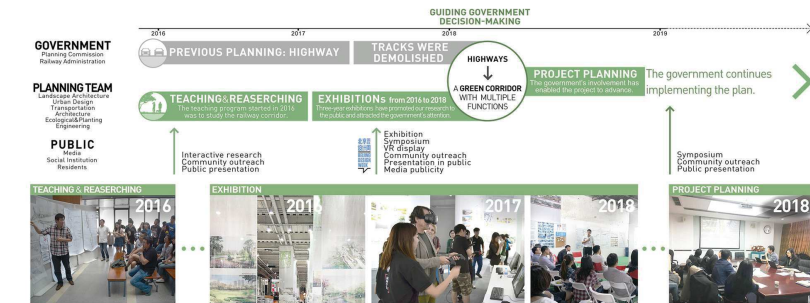 GUIDING GOVERNMENT
DECISION-MAKING
2016
2017
2018
2019
GOVERNMENT
Planning Commission
Railway Administration
PREVIOUS PLANNING: HIGHWAY
TRACKS WERE
DEMOLISHED
HIGHWAYS
A GREEN CORRIDOR
WITH MULTIPLE
FUNCTIONS
PLANNING TEAM
Landscape Architecture
Urban Design
Transportation
Architecture
Ecological&Planting
Engineering
TEACHING&REASERCHING
The teaching program started in 2016
was to study the railway corridor.
EXHIBITIONs from 2016 to 2018
Three-year exhibitions, have promoted our research to
the public and attracted the government's attention.
PROJECT PLANNING
The government's involvement has
enabled the project to advance.
The government continues
implementing the plan.
PUBLIC
Media
Social Institution
Residents
Interactive research
Community outreach
Public presentation
Exhibition
Symposium
VR display
Community outreach
Presentation in public
Media publicity
Symposium
Community outreach
Public presentation
TEACHING & REASERCHING
2016
EXHIBITION
2016
2017
2018
PROJECT PLANNING
2018